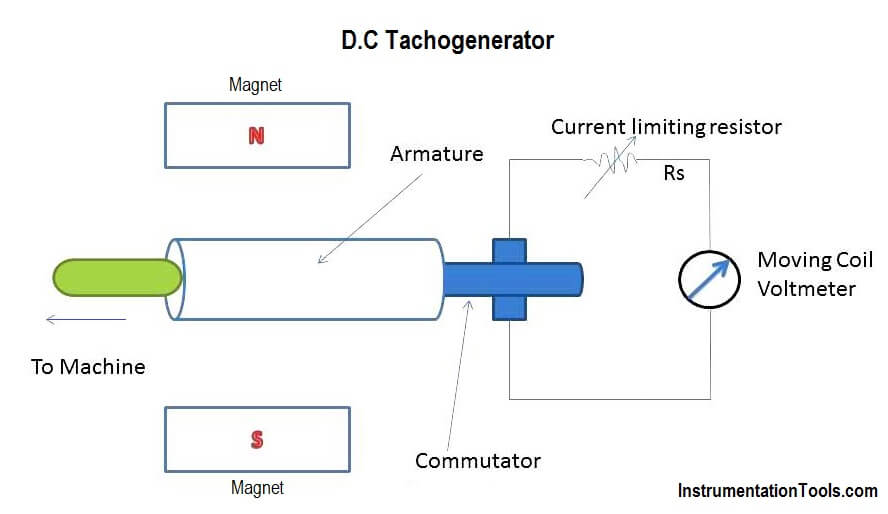 D.C Tachogenerator
Magnet
N
Armature
Current limiting resistor
Rs
Moving Coil
Voltmeter
To Machine
S
Magnet
Commutator
InstrumentationTools.com